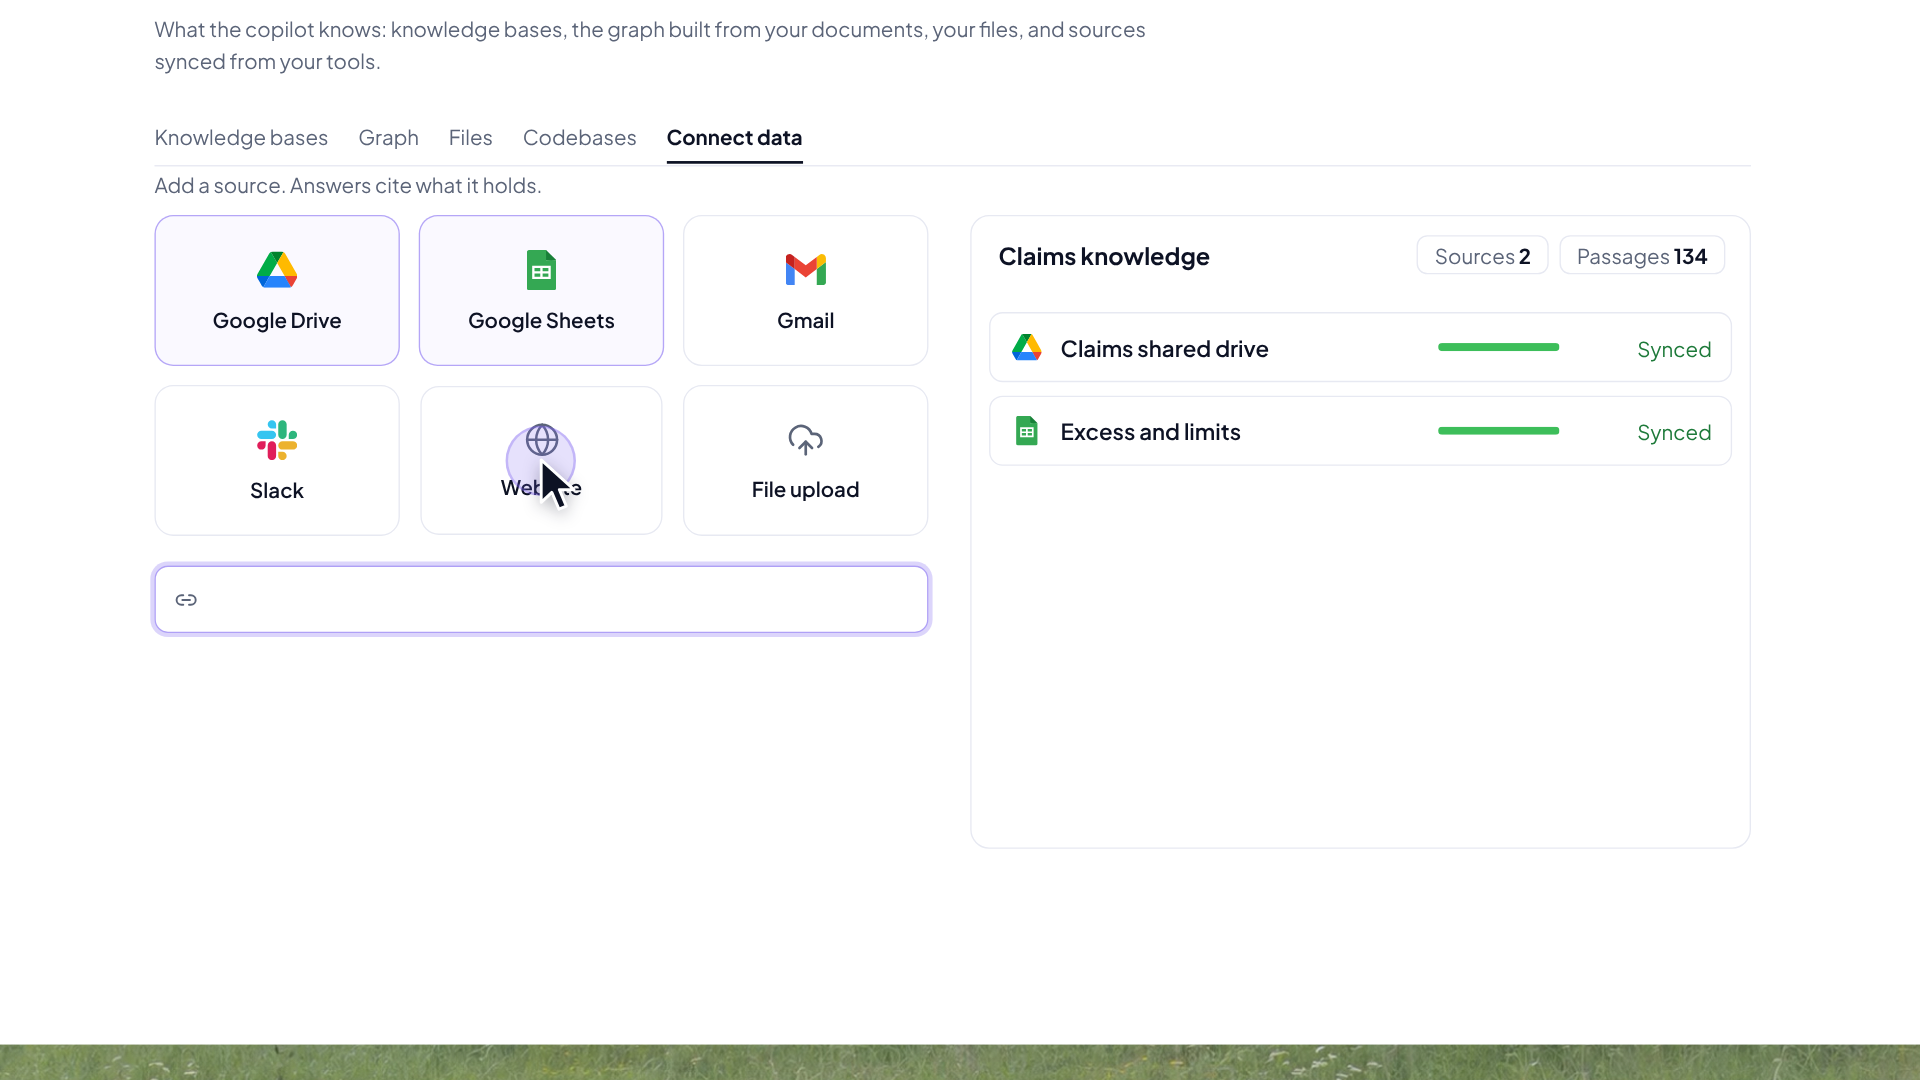 What the copilot knows: knowledge bases, the graph built from your documents, your files, and sources
synced from your tools.
Knowledge bases Graph Files Codebases Connect data
Add a source. Answers cite what it holds.
Google Drive Google Sheets Gmail
Slack File upload
Claims knowledge Sources 2 Passages 134
Claims shared drive Synced
Excess and limits Synced